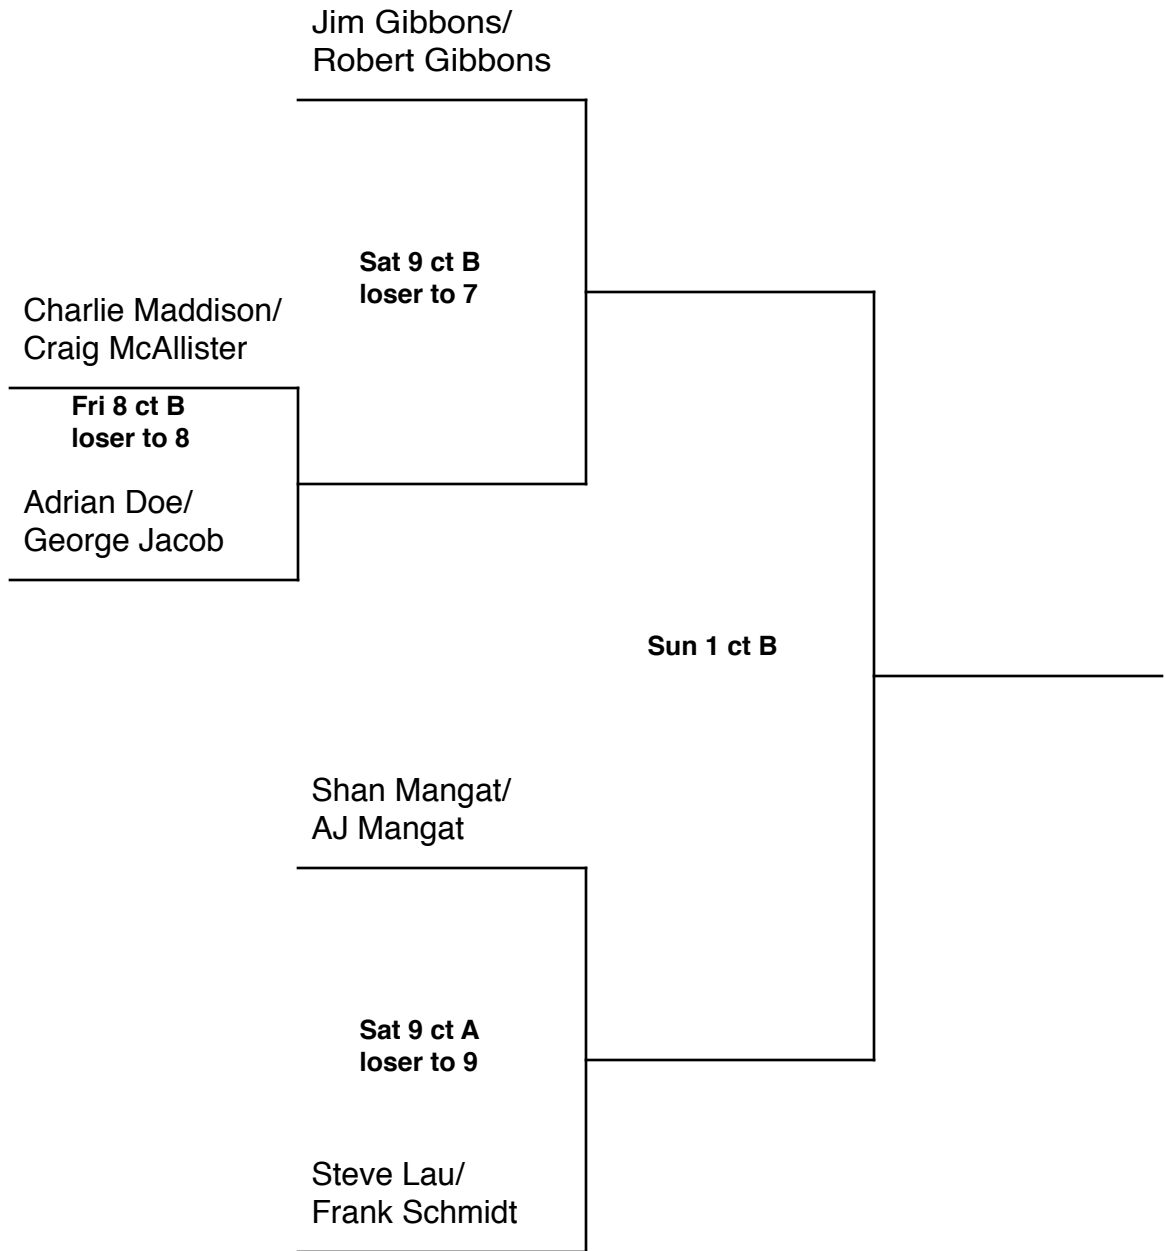 Jim Gibbons/
Robert Gibbons
Sat 9 ct B
loser to 7
Charlie Maddison/
Craig McAllister
Fri 8 ct B
loser to 8
Adrian Doe/
George Jacob
Sun 1 ct B
Shan Mangat/
AJ Mangat
Sat 9 ct A
loser to 9
Steve Lau/
Frank Schmidt